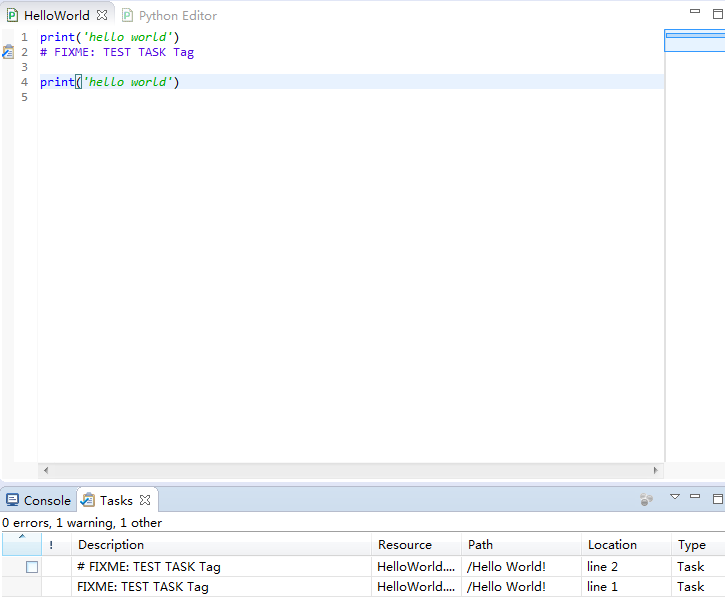 HelloWorld Python Editor
1 print('hello world')
2 # FIXME: TEST TASK Tag
3
4 print('hello world')
5
Console Tasks
0 errors, 1 warning, 1 other
! Description Resource Path Location Type
# FIXME: TEST TASK Tag HelloWorld.... /Hello World! line 2 Task
FIXME: TEST TASK Tag HelloWorld.... /Hello World! line 1 Task